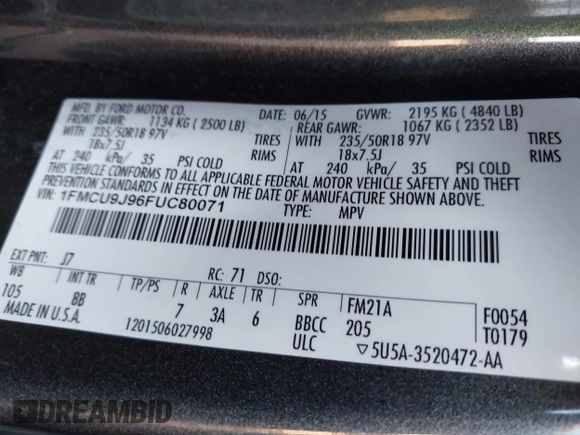 MFD. BY FORD MOTOR CO.
DATE: 06/15 GVWR: 2195 KG ( 4840 LB)
FRONT GAWR: 1134 KG ( 2500 LB) REAR GAWR: 1067 KG ( 2352 LB)
WITH 235/50R18 97V TIRES WITH 235/50R18 97V TIRES
18x7.5J RIMS 18x7.5J RIMS
AT 240 kPa/ 35 PSI COLD AT 240 kPa/ 35 PSI COLD
THIS VEHICLE CONFORMS TO ALL APPLICABLE FEDERAL MOTOR VEHICLE SAFETY AND THEFT
PREVENTION STANDARDS IN EFFECT ON THE DATE OF MANUFACTURE SHOWN ABOVE.
VIN: 1FMCU9J96FUC80071 TYPE: MPV
EXT PNT: J7 RC: 71 DSO:
WB INT TR TP/PS R AXLE TR SPR FM21A F0054
105 8B 7 3A 6 BBCC 205 T0179
MADE IN U.S.A. 1201506027998 ULC ▽5U5A-3520472-AA
DREAMBID